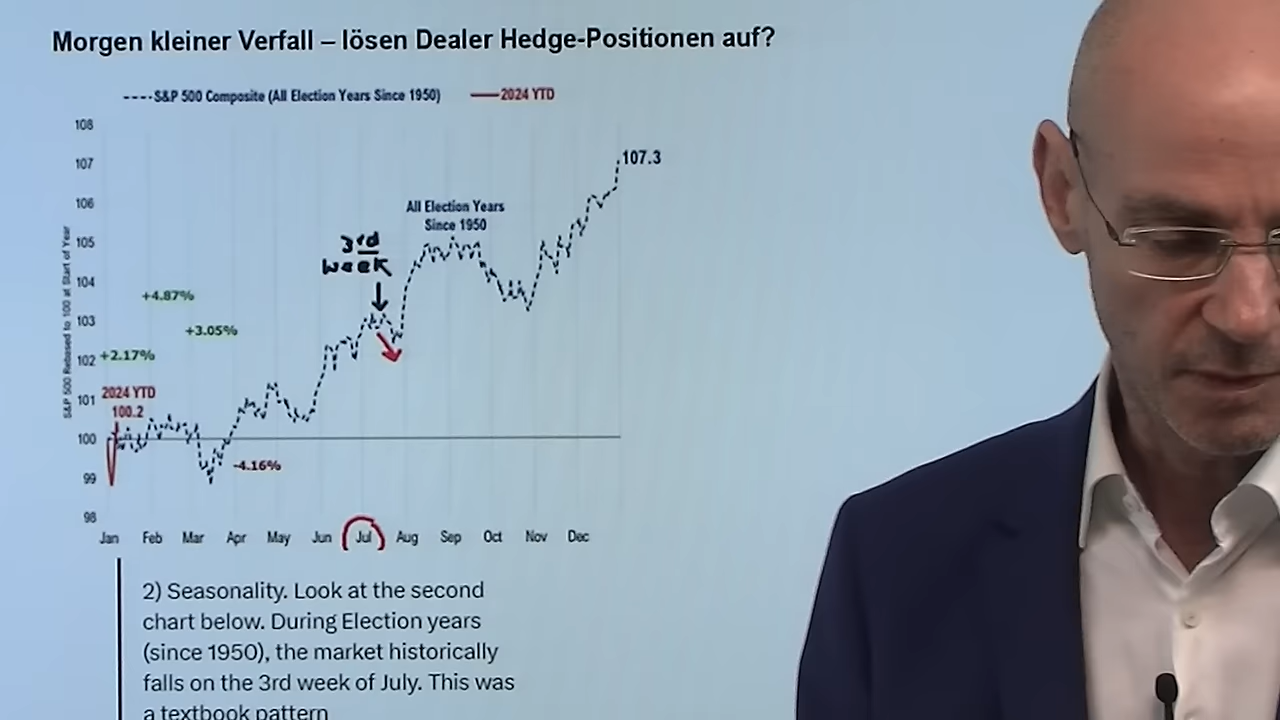 Morgen kleiner Verfall – lösen Dealer Hedge-Positionen auf?
S&P 500 Composite (All Election Years Since 1950)
2024 YTD
108
107
106
105
104
103
102
101
100
99
98
S&P 500 Rebased to 100 at Start of Year
107.3
All Election Years
Since 1950
3rd
week
+4.87%
+3.05%
+2.17%
2024 YTD
100.2
-4.16%
Jan Feb Mar Apr May Jun Jul Aug Sep Oct Nov Dec
2) Seasonality. Look at the second
chart below. During Election years
(since 1950), the market historically
falls on the 3rd week of July. This was
a textbook pattern